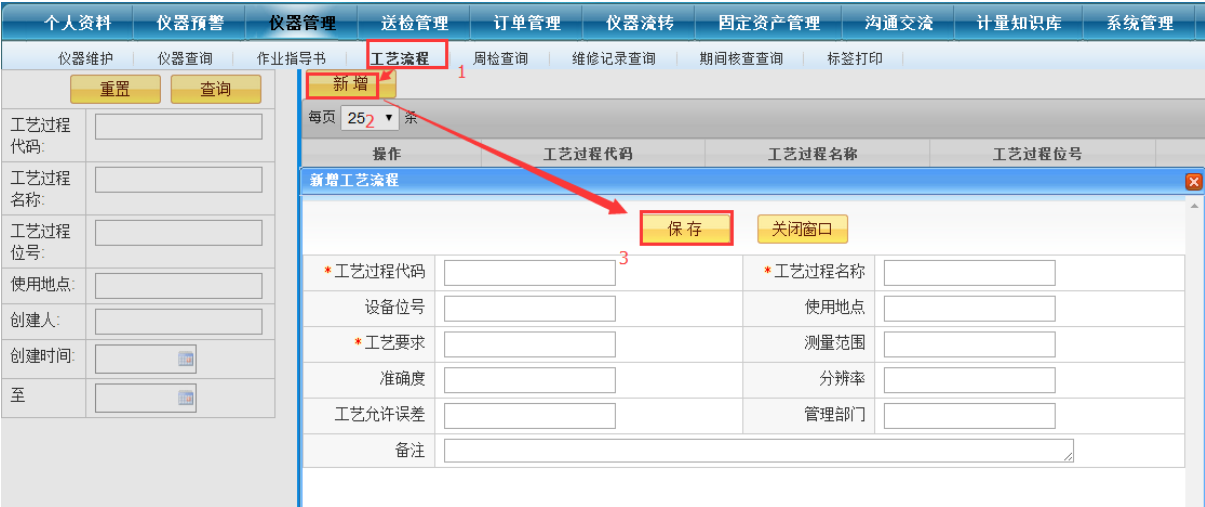 个人资料 仪器预警 仪器管理 送检管理 订单管理 仪器流转 固定资产管理 沟通交流 计量知识库 系统管理
仪器维护 仪器查询 作业指导书 工艺流程 周检查询 维修记录查询 期间核查查询 标签打印
1
重置 查询
新增
每页 25 条
2
工艺过程
代码:
操作 工艺过程代码 工艺过程名称 工艺过程位号
工艺过程
名称:
新增工艺流程
工艺过程
位号:
保存 关闭窗口
3
使用地点:
创建人:
创建时间:
至
*工艺过程代码 *工艺过程名称
设备位号 使用地点
*工艺要求 测量范围
准确度 分辨率
工艺允许误差 管理部门
备注